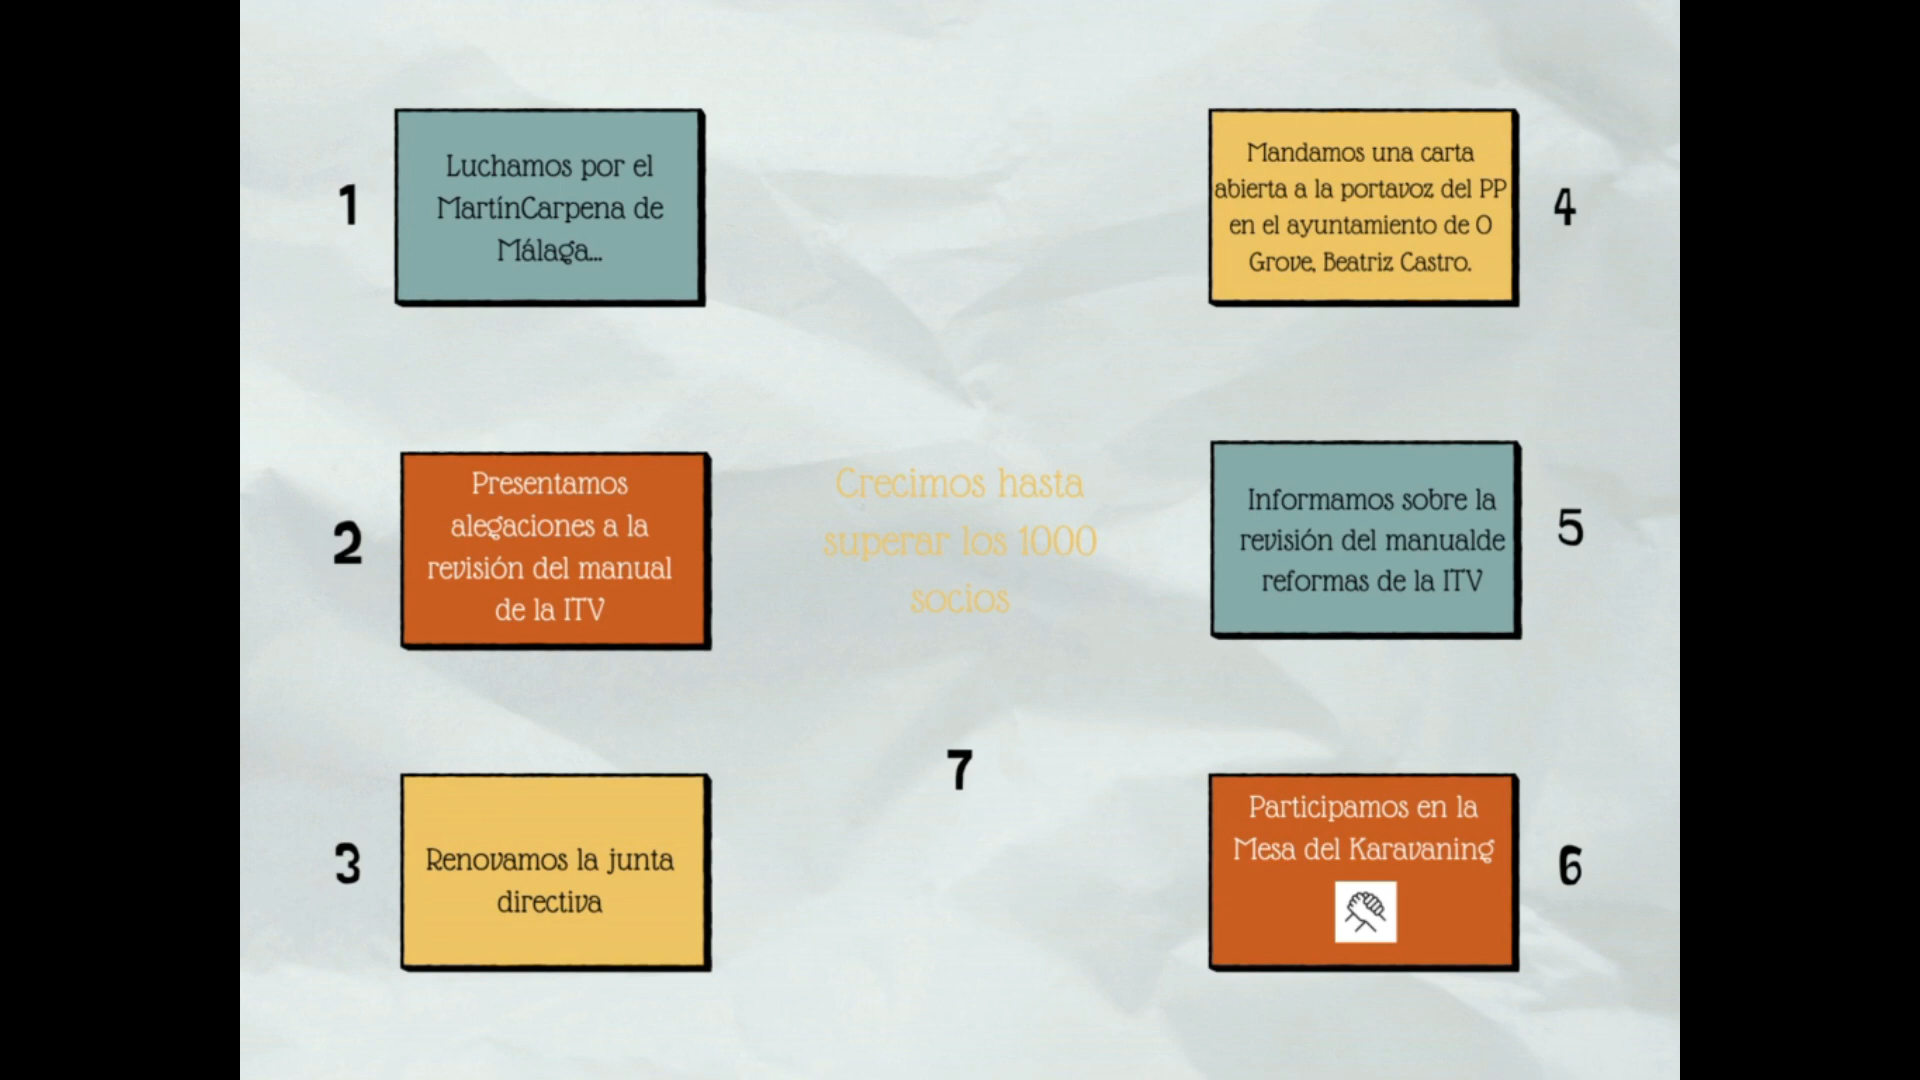 1
Luchamos por el
MartínCarpena de
Málaga...
2
Presentamos
alegaciones a la
revisión del manual
de la ITV
3
Renovamos la junta
directiva
4
Mandamos una carta
abierta a la portavoz del PP
en el ayuntamiento de O
Grove, Beatriz Castro.
5
Informamos sobre la
revisión del manualde
reformas de la ITV
6
Participamos en la
Mesa del Karavaning
Crecimos hasta
superar los 1000
socios
7